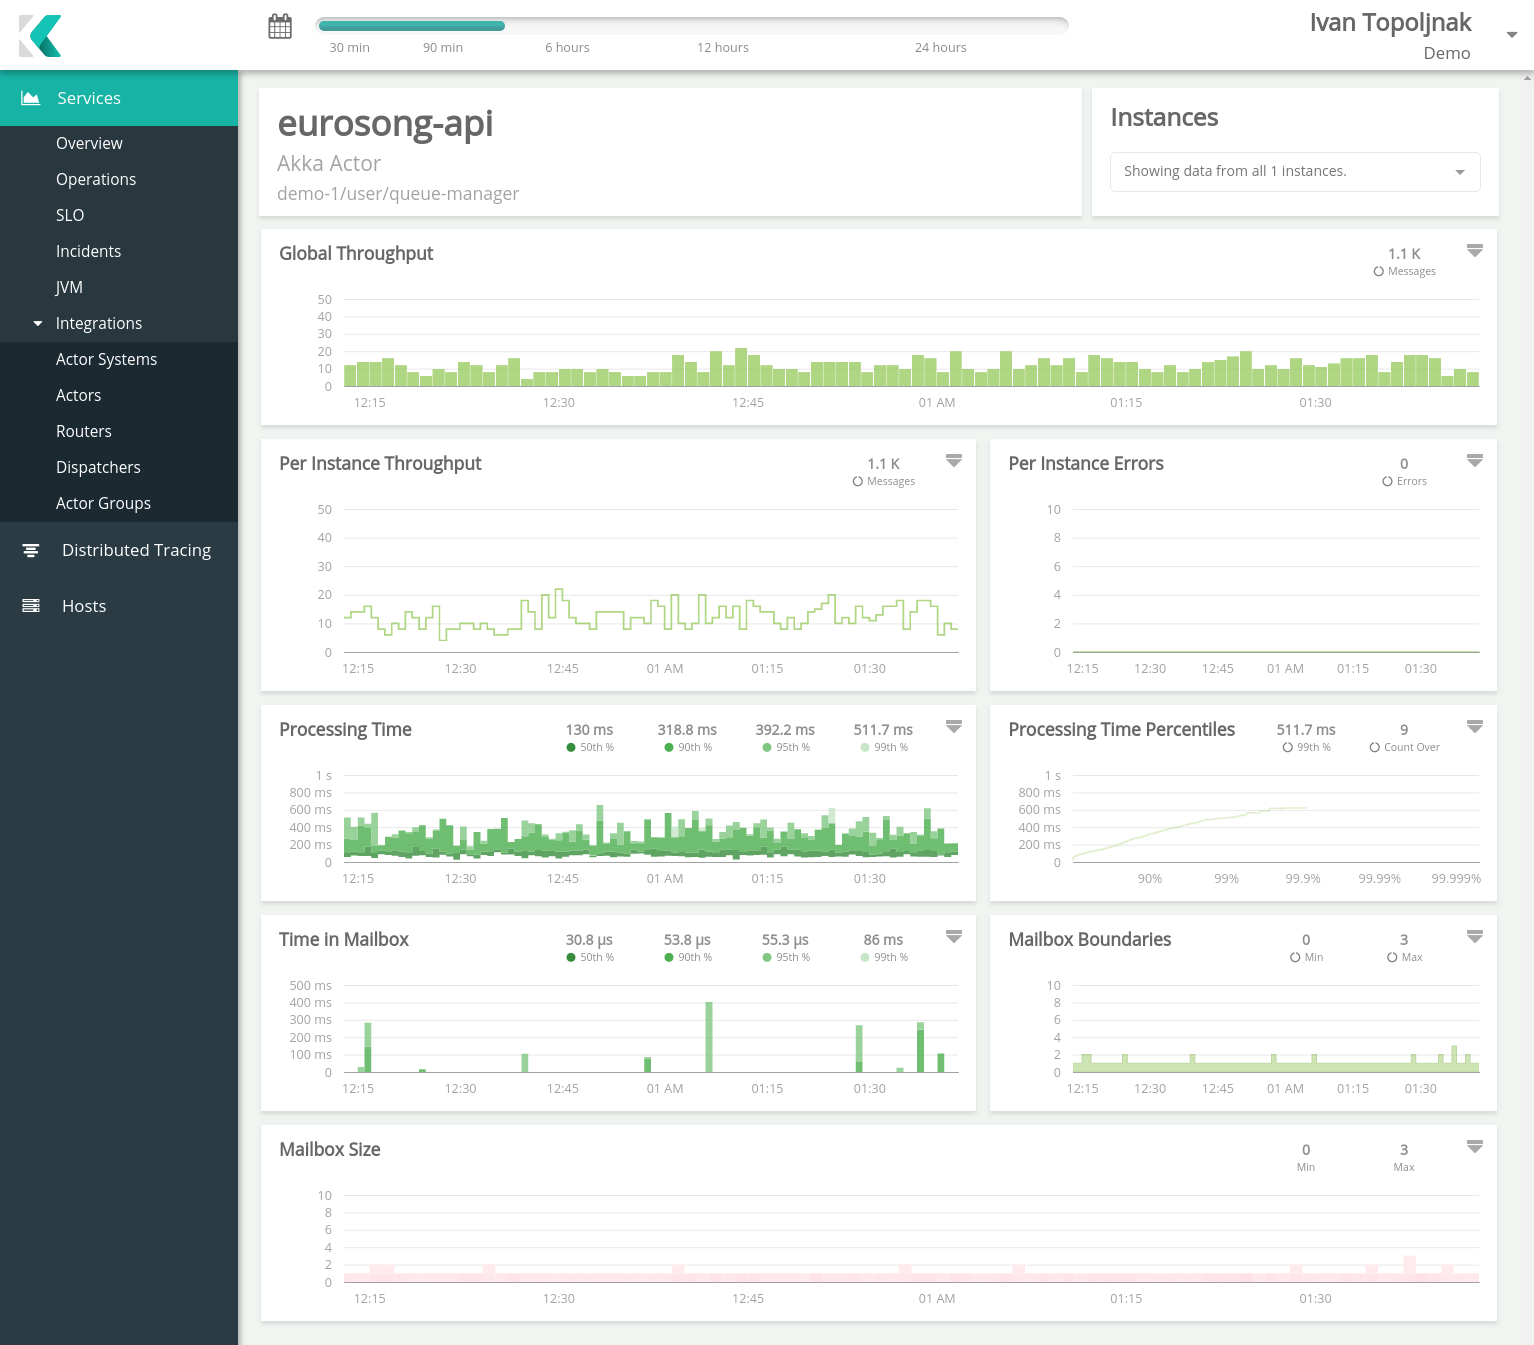 30 min 90 min 6 hours 12 hours 24 hours
Ivan Topoljnak
Demo
Services
Overview
Operations
SLO
Incidents
JVM
Integrations
Actor Systems
Actors
Routers
Dispatchers
Actor Groups
Distributed Tracing
Hosts
eurosong-api
Akka Actor
demo-1/user/queue-manager
Instances
Showing data from all 1 instances.
Global Throughput
1.1 K
Messages
50
40
30
20
10
0
12:15 12:30 12:45 01 AM 01:15 01:30
Per Instance Throughput
1.1 K
Messages
50
40
30
20
10
0
12:15 12:30 12:45 01 AM 01:15 01:30
Per Instance Errors
0
Errors
10
8
6
4
2
0
12:15 12:30 12:45 01 AM 01:15 01:30
Processing Time
130 ms 318.8 ms 392.2 ms 511.7 ms
50th % 90th % 95th % 99th %
1 s
800 ms
600 ms
400 ms
200 ms
0
12:15 12:30 12:45 01 AM 01:15 01:30
Processing Time Percentiles
511.7 ms 9
99th % Count Over
1 s
800 ms
600 ms
400 ms
200 ms
0
90% 99% 99.9% 99.99% 99.999%
Time in Mailbox
30.8 µs 53.8 µs 55.3 µs 86 ms
50th % 90th % 95th % 99th %
500 ms
400 ms
300 ms
200 ms
100 ms
0
12:15 12:30 12:45 01 AM 01:15 01:30
Mailbox Boundaries
0 3
Min Max
10
8
6
4
2
0
12:15 12:30 12:45 01 AM 01:15 01:30
Mailbox Size
0 3
Min Max
10
8
6
4
2
0
12:15 12:30 12:45 01 AM 01:15 01:30